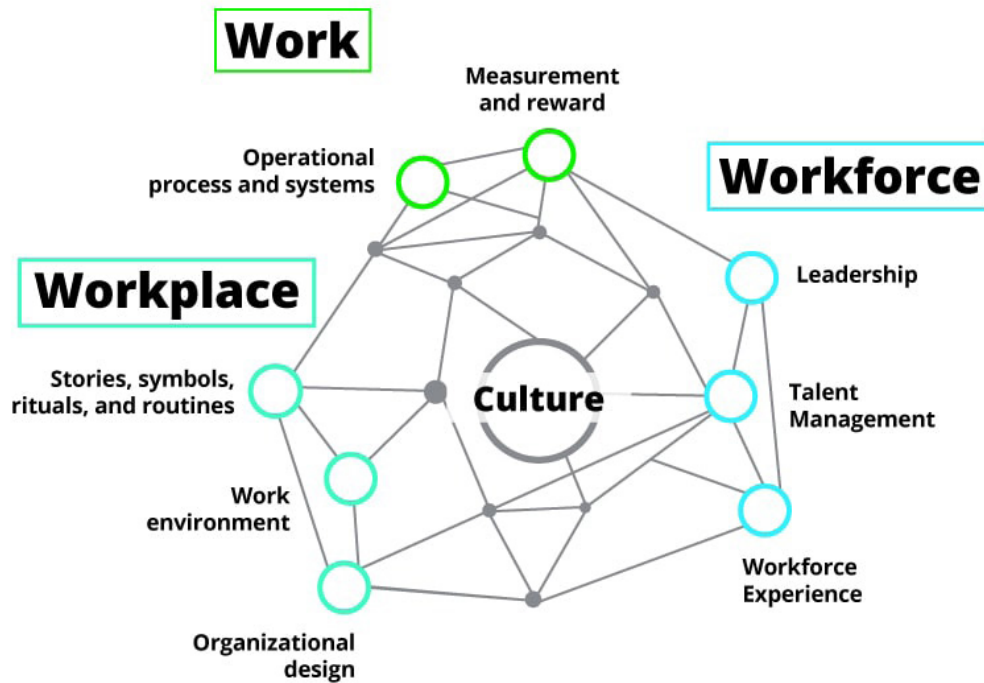 Work
Measurement
and reward
Operational
process and systems
Workforce
Workplace
Leadership
Stories, symbols,
rituals, and routines
Culture
Talent
Management
Work
environment
Workforce
Experience
Organizational
design